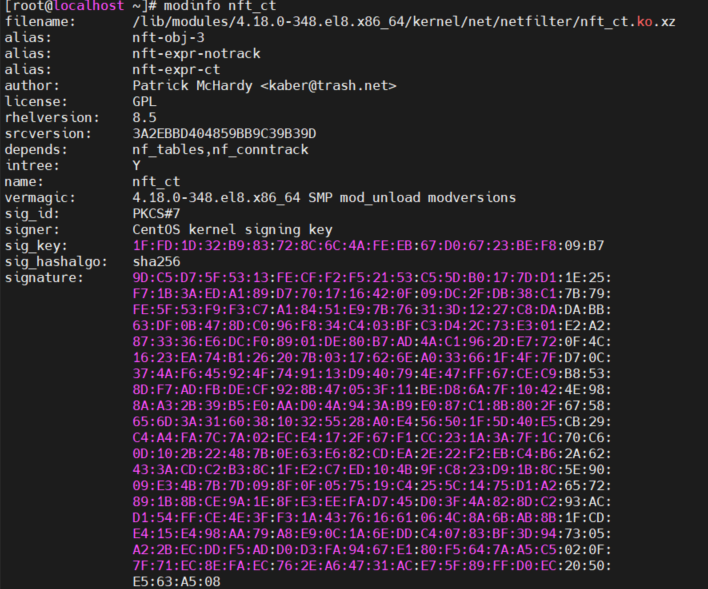 [root@localhost ~]# modinfo nft_ct
filename:       /lib/modules/4.18.0-348.el8.x86_64/kernel/net/netfilter/nft_ct.ko.xz
alias:          nft-obj-3
alias:          nft-expr-notrack
alias:          nft-expr-ct
author:         Patrick McHardy <kaber@trash.net>
license:        GPL
rhelversion:    8.5
srcversion:     3A2EBBD404859BB9C39B39D
depends:        nf_tables,nf_conntrack
intree:         Y
name:           nft_ct
vermagic:       4.18.0-348.el8.x86_64 SMP mod_unload modversions
sig_id:         PKCS#7
signer:         CentOS kernel signing key
sig_key:        1F:FD:1D:32:B9:83:72:8C:6C:4A:FE:EB:67:D0:67:23:BE:F8:09:B7
sig_hashalgo:   sha256
signature:      9D:C5:D7:5F:53:13:FE:CF:F2:F5:21:53:C5:5D:B0:17:7D:D1:1E:25:
                F7:1B:3A:ED:A1:89:D7:70:17:16:42:0F:09:DC:2F:DB:38:C1:7B:79:
                FE:5F:53:F9:F3:C7:A1:84:51:E9:7B:76:31:3D:12:27:C8:DA:DA:BB:
                63:DF:0B:47:8D:C0:96:F8:34:C4:03:BF:C3:D4:2C:73:E3:01:E2:A2:
                87:33:36:E6:DC:F0:89:01:DE:80:B7:AD:4A:C1:96:2D:E7:72:0F:4C:
                16:23:EA:74:B1:26:20:7B:03:17:62:6E:A0:33:66:1F:4F:7F:D7:0C:
                37:4A:F6:45:92:4F:74:91:13:D9:40:79:4E:47:FF:67:CE:C9:B8:53:
                8D:F7:AD:FB:DE:CF:92:8B:47:05:3F:11:BE:D8:6A:7F:10:42:4E:98:
                8A:A3:2B:39:B5:E0:AA:D0:4A:94:3A:B9:E0:87:C1:8B:80:2F:67:58:
                65:6D:3A:31:60:38:10:32:55:28:A0:E4:56:50:1F:5D:40:E5:CB:29:
                C4:A4:FA:7C:7A:02:EC:E4:17:2F:67:F1:CC:23:1A:3A:7F:1C:70:C6:
                0D:10:2B:22:48:7B:0E:63:E6:82:CD:EA:2E:22:F2:EB:C4:B6:2A:62:
                43:3A:CD:C2:B3:8C:1F:E2:C7:ED:10:4B:9F:C8:23:D9:1B:8C:5E:90:
                09:E3:4B:7B:7D:09:8F:0F:05:75:19:C4:25:5C:14:75:D1:A2:65:72:
                89:1B:8B:CE:9A:1E:8F:E3:EE:FA:D7:45:D0:3F:4A:82:8D:C2:93:AC:
                D1:54:FF:CE:4E:3F:F3:1A:43:76:16:61:06:4C:8A:6B:AB:8B:1F:CD:
                E4:15:E4:98:AA:79:A8:E9:0C:1A:6E:DD:C4:07:83:BF:3D:94:73:05:
                A2:2B:EC:DD:F5:AD:D0:D3:FA:94:67:E1:80:F5:64:7A:A5:C5:02:0F:
                7F:71:EC:8E:FA:EC:76:2E:A6:47:31:AC:E7:5F:89:FF:D0:EC:20:50:
                E5:63:A5:08